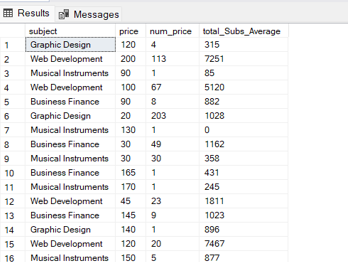 Results Messages
subject price num_price total_Subs_Average
1 Graphic Design 120 4 315
2 Web Development 200 113 7251
3 Musical Instruments 90 1 85
4 Web Development 100 67 5120
5 Business Finance 90 8 882
6 Graphic Design 20 203 1028
7 Musical Instruments 130 1 0
8 Business Finance 30 49 1162
9 Musical Instruments 30 30 358
10 Business Finance 165 1 431
11 Musical Instruments 170 1 245
12 Web Development 45 23 1811
13 Business Finance 145 9 1023
14 Graphic Design 140 1 896
15 Web Development 120 20 7467
16 Musical Instruments 150 5 877